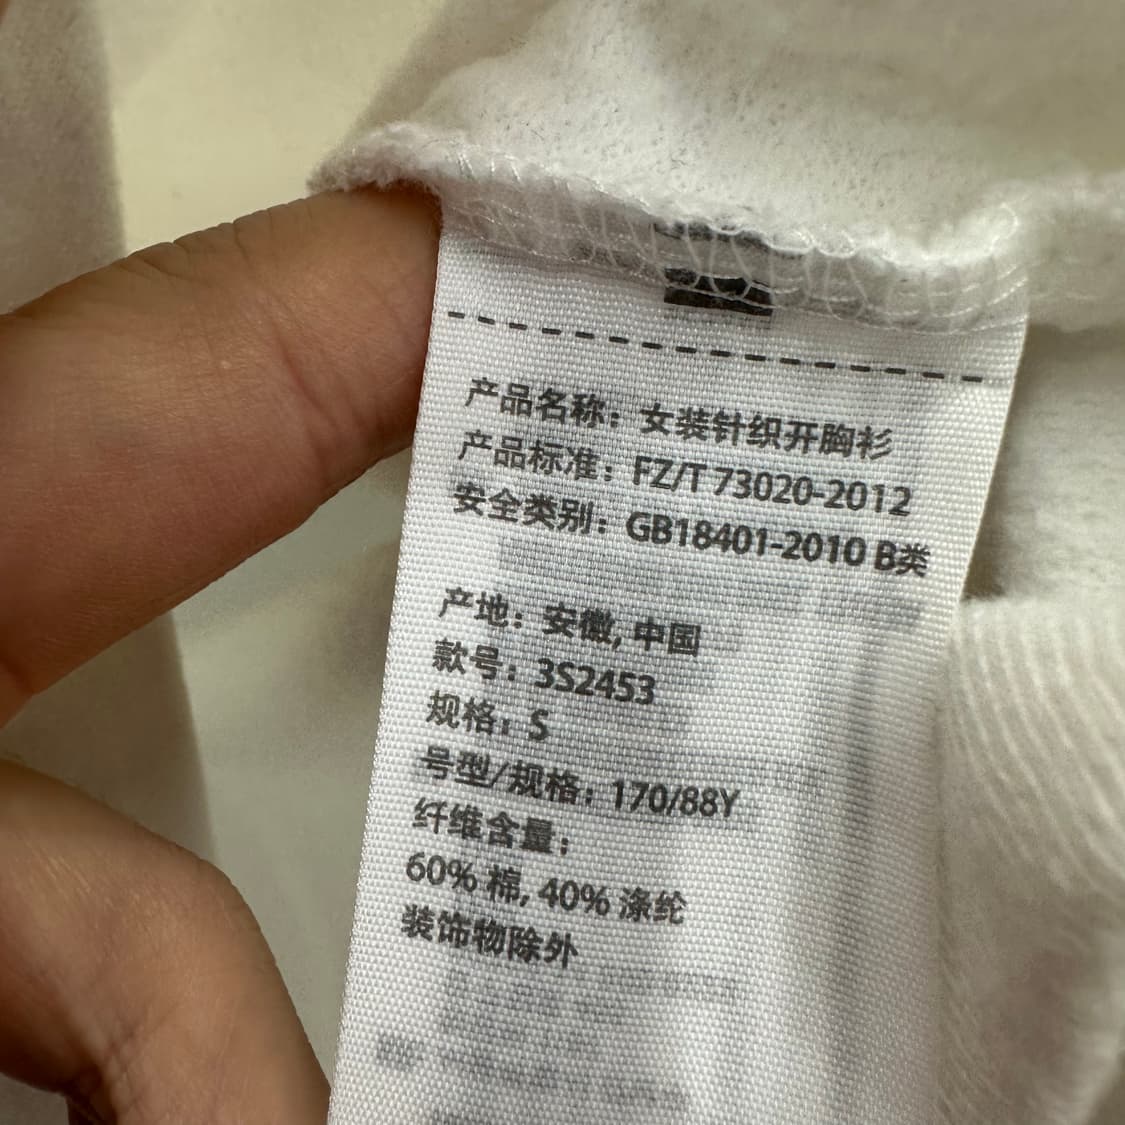 产品名称：女装针织开胸衫
产品标准：FZ/T 73020-2012
安全类别：GB18401-2010 B类
产地：安徽, 中国
款号：3S2453
规格：S
号型/规格：170/88Y
纤维含量：
60% 棉, 40% 涤纶
装饰物除外